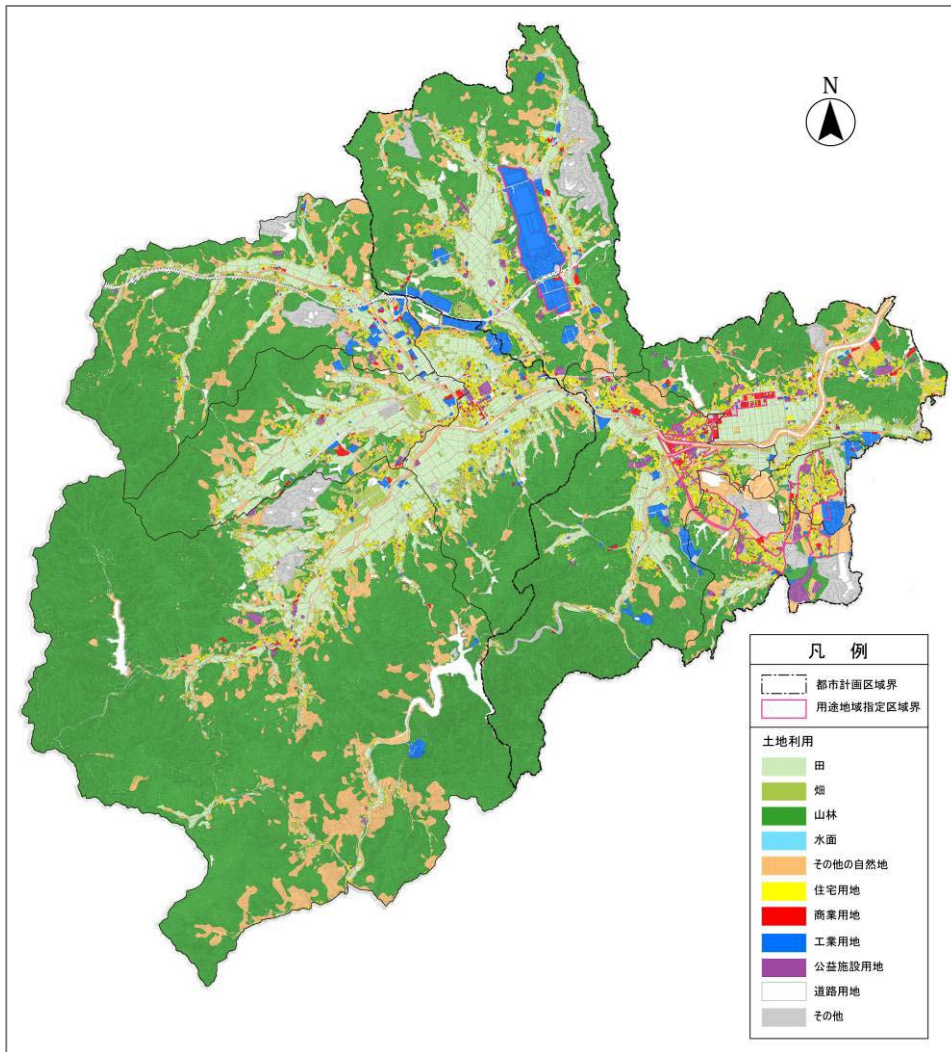 N
凡 例
都市計画区域界
用途地域指定区域界
土地利用
田
畑
山林
水面
その他の自然地
住宅用地
商業用地
工業用地
公益施設用地
道路用地
その他